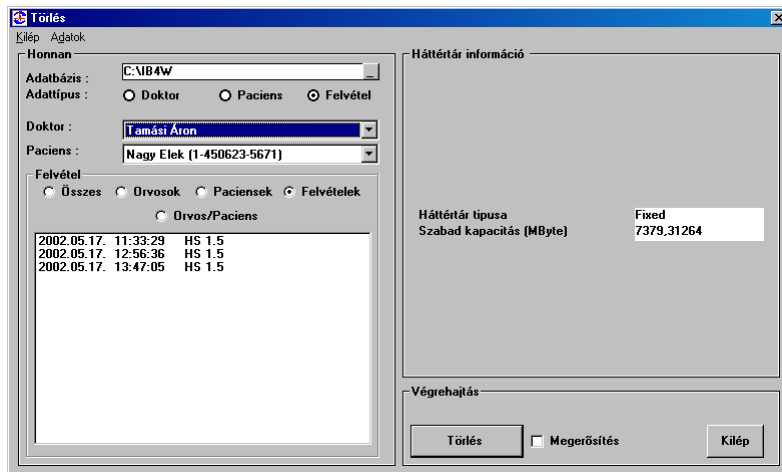 Törlés
Kilép Adatok
Honnan
Adatbázis : C:\IB4W _
Adattípus : Doktor Paciens Felvétel
Doktor : Tamási Áron
Paciens : Nagy Elek (1-450623-5671)
Felvétel
Összes Orvosok Paciensek Felvételek
Orvos/Paciens
2002.05.17. 11:33:29 HS 1.5
2002.05.17. 12:56:36 HS 1.5
2002.05.17. 13:47:05 HS 1.5
Háttértár információ
Háttértár tipusa Fixed
Szabad kapacitás (MByte) 7379,31264
Végrehajtás
Törlés Megerősítés Kilép